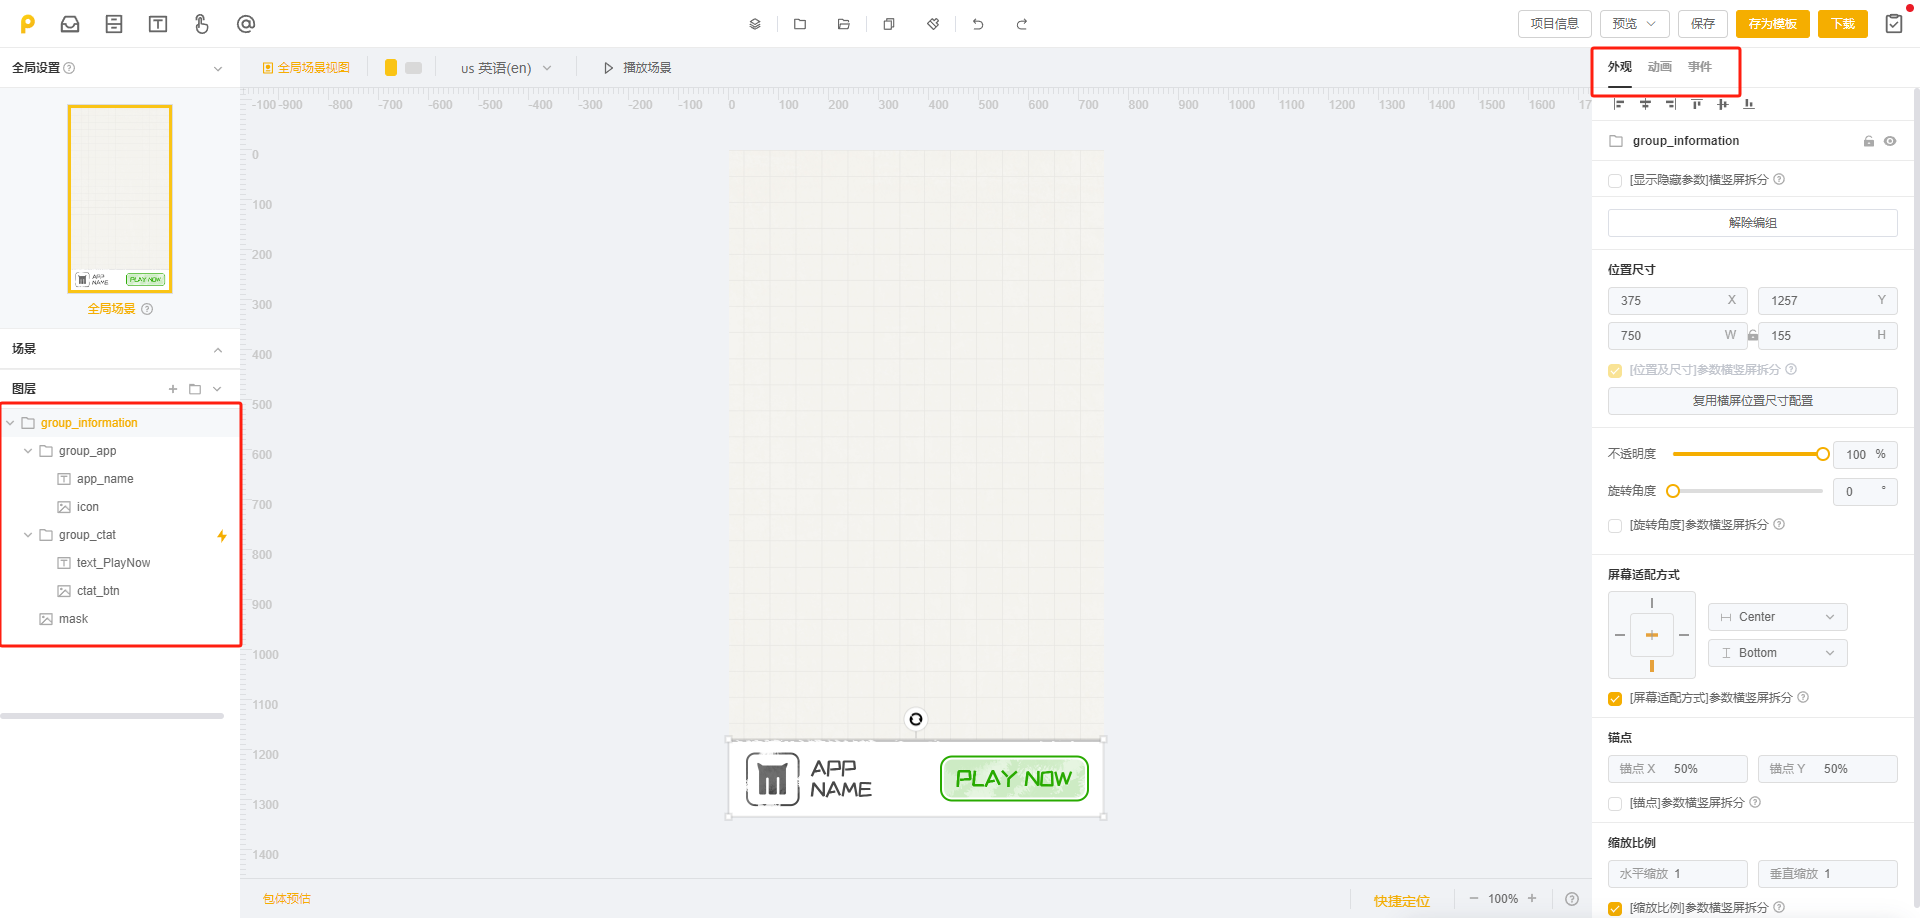 项目信息
预览
保存
存为模板
下载
全局设置
全局场景视图
us 英语(en)
播放场景
外观 动画 事件
-100 -900 -800 -700 -600 -500 -400 -300 -200 -100 0 100 200 300 400 500 600 700 800 900 1000 1100 1200 1300 1400 1500 1600 17
0
100
200
300
400
500
600
700
800
900
1000
1100
1200
1300
1400
APP
NAME
PLAY NOW
全局场景
场景
图层
group_information
group_app
app_name
icon
group_ctat
text_PlayNow
ctat_btn
mask
APP
NAME
PLAY NOW
包体预估
快捷定位
100%
group_information
[显示隐藏参数]横竖屏拆分
解除编组
位置尺寸
375 X 1257 Y
750 W 155 H
[位置及尺寸]参数横竖屏拆分
复用横屏位置尺寸配置
不透明度 100 %
旋转角度 0 °
[旋转角度]参数横竖屏拆分
屏幕适配方式
Center
Bottom
[屏幕适配方式]参数横竖屏拆分
锚点
锚点 X 50% 锚点 Y 50%
[锚点]参数横竖屏拆分
缩放比例
水平缩放 1 垂直缩放 1
[缩放比例]参数横竖屏拆分